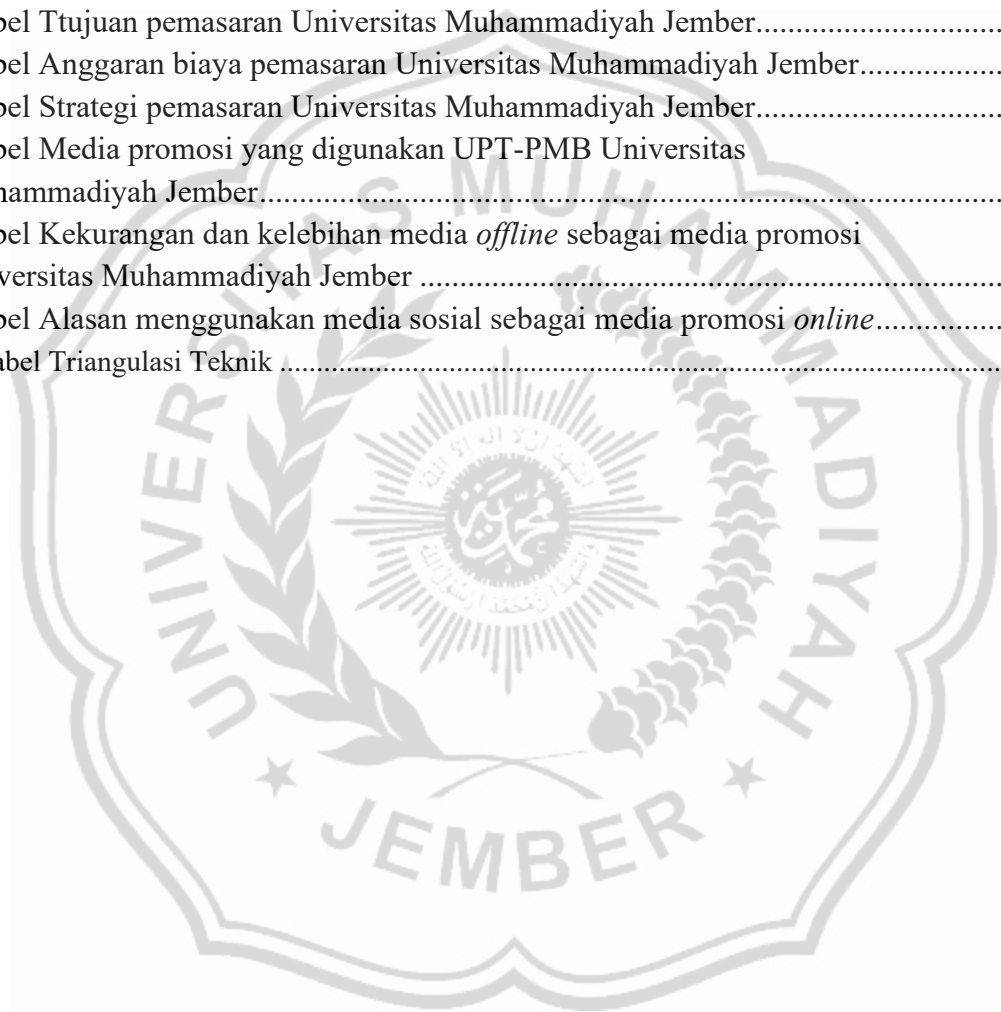 bel Ttujuan pemasaran Universitas Muhammadiyah Jember....................................
bel Anggaran biaya pemasaran Universitas Muhammadiyah Jember.....................
bel Strategi pemasaran Universitas Muhammadiyah Jember....................................
bel Media promosi yang digunakan UPT-PMB Universitas
hammadiyah Jember...............................................................................................
bel Kekurangan dan kelebihan media offline sebagai media promosi
versitas Muhammadiyah Jember ............................................................................
bel Alasan menggunakan media sosial sebagai media promosi online...................
abel Triangulasi Teknik ..........................................................................................
UNIVERSITAS MUHAMMADIYAH
JEMBER